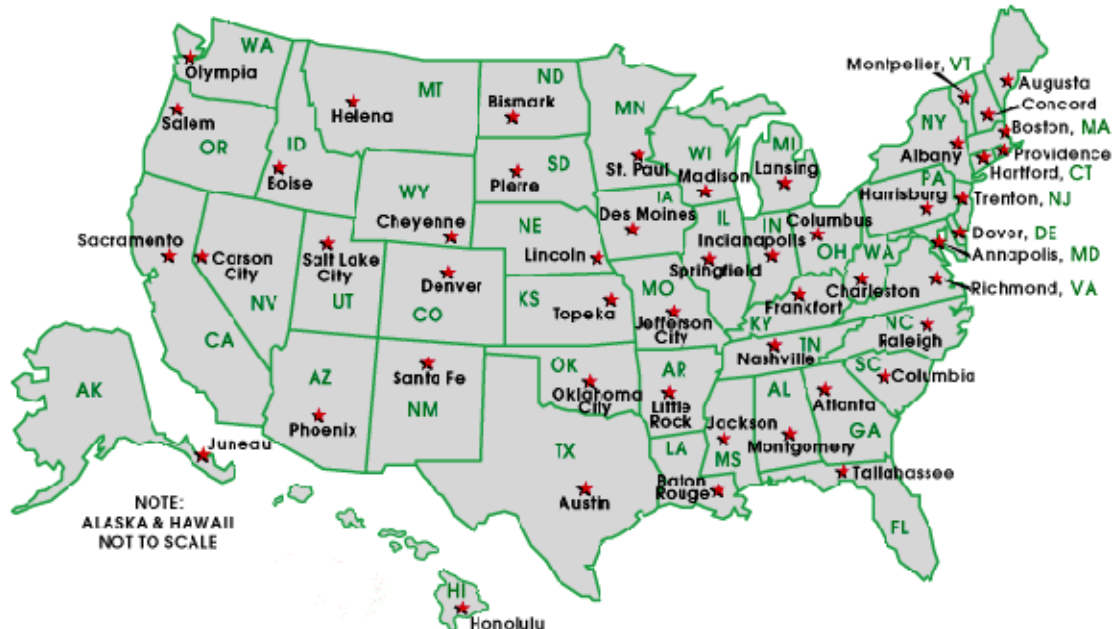 WA
Olympia
MT
ND
Montpelier, VT
Augusta
Helena
Bismark
MN
Concord
Salem
NY
Boston, MA
OR
ID
WI
MI
Albany
Providence
SD
St. Paul
Madison
Lansing
Hartford, CT
Boise
Pierre
PA
WY
IA
Harrisburg
Trenton, NJ
Cheyenne
NE
Des Moines
IL
IN
Columbus
Sacramento
Indianapolis
Dover, DE
Carson
City
Salt Lake
City
Lincoln
Springfield
OH
WA
Annapolis, MD
Denver
KS
MO
Charleston
Richmond, VA
NV
UT
CO
Topeka
Jefferson
City
Frankfort
KY
NC
CA
TN
Raleigh
Nashville
AZ
Santa Fe
OK
AR
SC
Columbia
AK
NM
Oklahoma
City
Little
Rock
AL
Atlanta
Phoenix
Jackson
GA
Juneau
TX
LA
MS
Montgomery
Tallahassee
Austin
Baton
Rouge
NOTE:
ALASKA & HAWAII
NOT TO SCALE
FL
HI
Honolulu